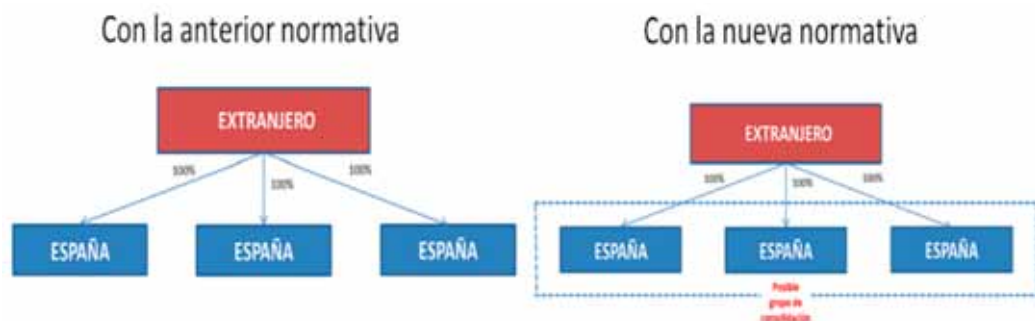 Con la anterior normativa
EXTRANJERO
100%
100%
100%
ESPAÑA
ESPAÑA
ESPAÑA
Con la nueva normativa
EXTRANJERO
100%
100%
100%
ESPAÑA
ESPAÑA
ESPAÑA
Posible
grupo de
consolidación